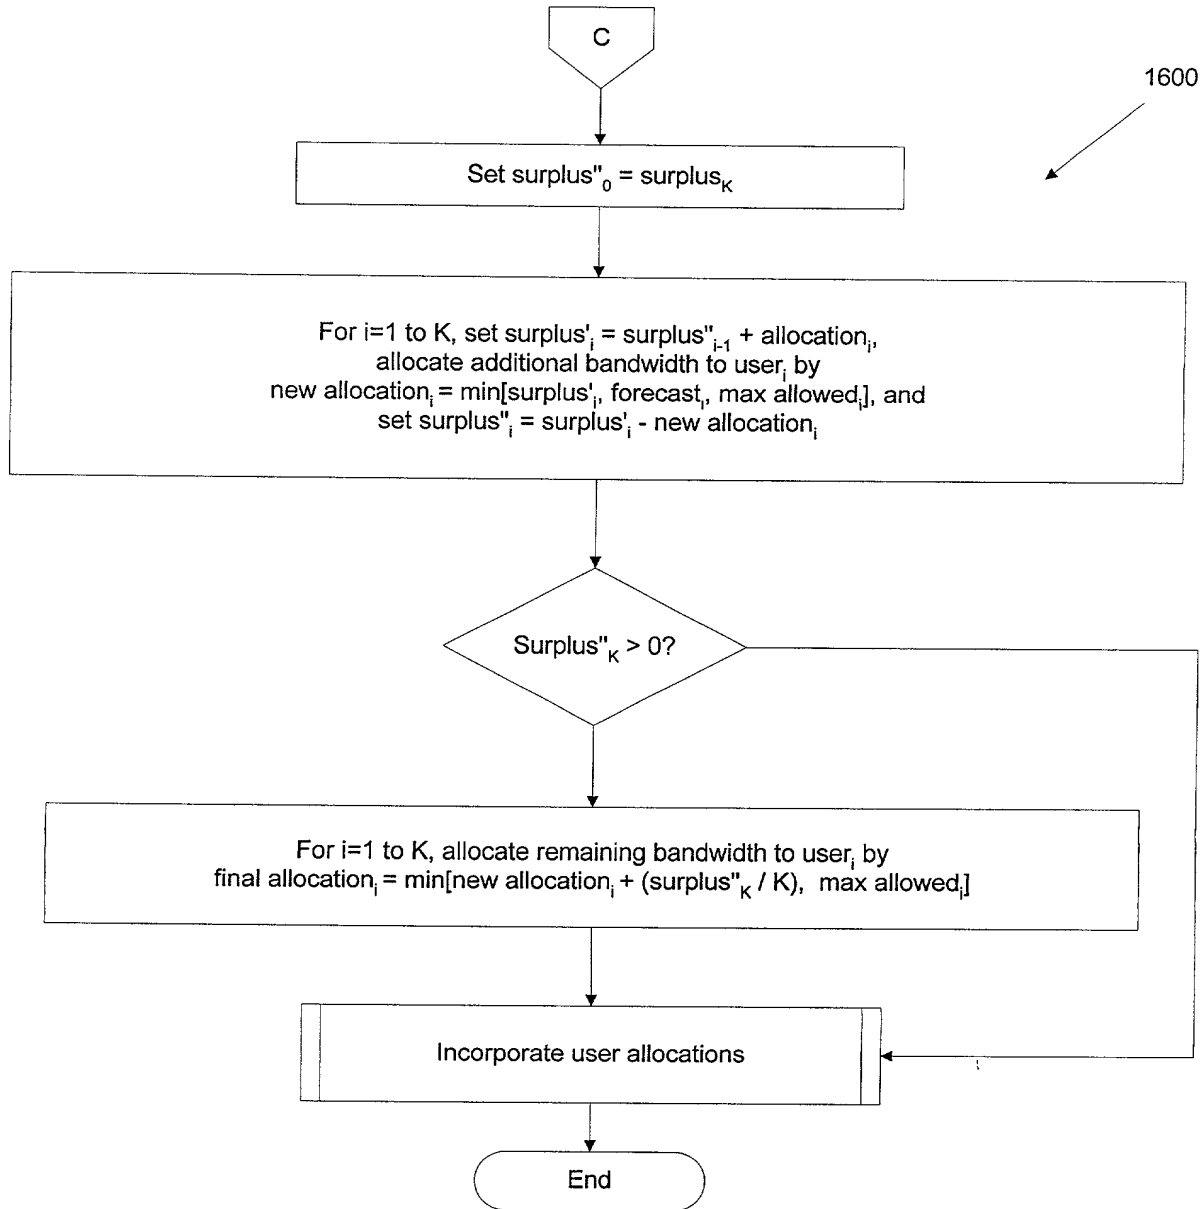 C
1600
Set surplus"₀ = surplusK
For i=1 to K, set surplus'ᵢ = surplus"ᵢ₋₁ + allocationᵢ,
allocate additional bandwidth to userᵢ by
new allocationᵢ = min[surplus'ᵢ, forecastᵢ, max allowedᵢ], and
set surplus"ᵢ = surplus'ᵢ - new allocationᵢ
Surplus"K > 0?
For i=1 to K, allocate remaining bandwidth to userᵢ by
final allocationᵢ = min[new allocationᵢ + (surplus"K / K), max allowedᵢ]
Incorporate user allocations
End